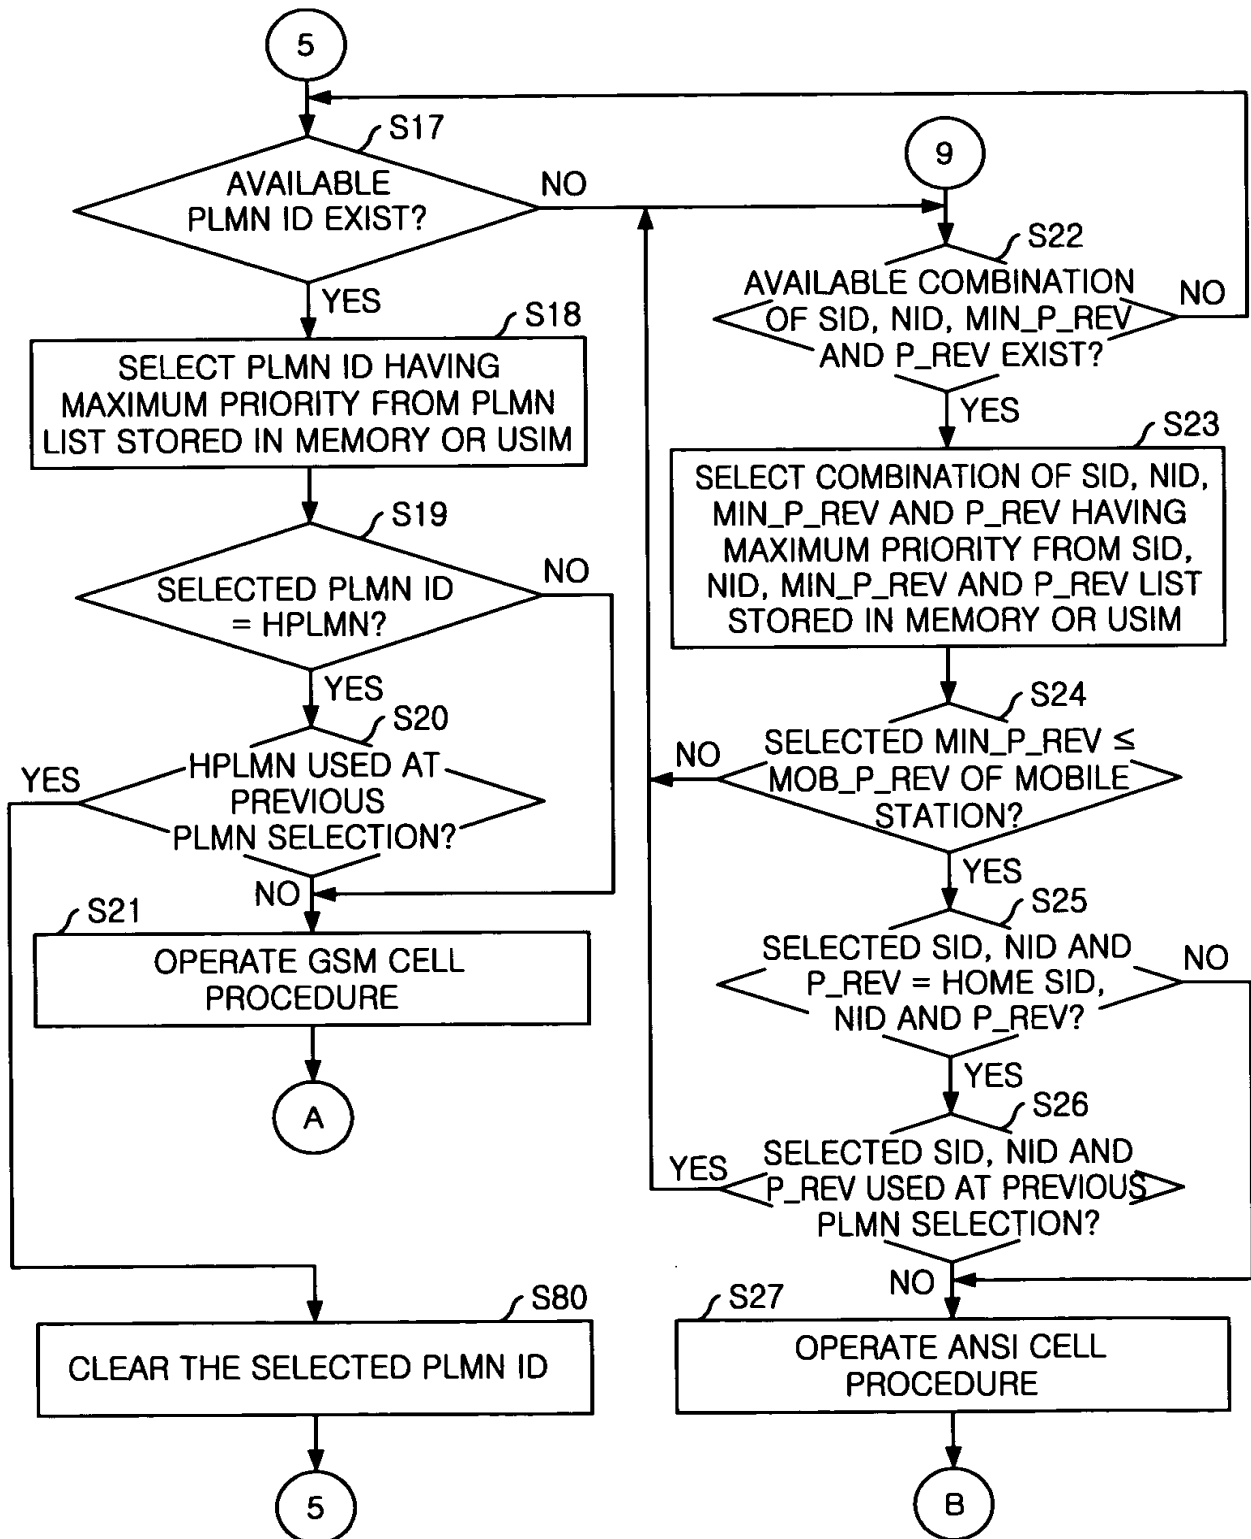 5
S17
AVAILABLE
PLMN ID EXIST?
NO
YES
S18
SELECT PLMN ID HAVING
MAXIMUM PRIORITY FROM PLMN
LIST STORED IN MEMORY OR USIM
S19
SELECTED PLMN ID
= HPLMN?
NO
YES
S20
HPLMN USED AT
PREVIOUS
PLMN SELECTION?
YES
NO
S21
OPERATE GSM CELL
PROCEDURE
A
S80
CLEAR THE SELECTED PLMN ID
5
9
S22
AVAILABLE COMBINATION
OF SID, NID, MIN_P_REV
AND P_REV EXIST?
NO
YES
S23
SELECT COMBINATION OF SID, NID,
MIN_P_REV AND P_REV HAVING
MAXIMUM PRIORITY FROM SID,
NID, MIN_P_REV AND P_REV LIST
STORED IN MEMORY OR USIM
S24
SELECTED MIN_P_REV ≤
MOB_P_REV OF MOBILE
STATION?
NO
YES
S25
SELECTED SID, NID AND
P_REV = HOME SID,
NID AND P_REV?
NO
YES
S26
SELECTED SID, NID AND
P_REV USED AT PREVIOUS
PLMN SELECTION?
YES
NO
S27
OPERATE ANSI CELL
PROCEDURE
B